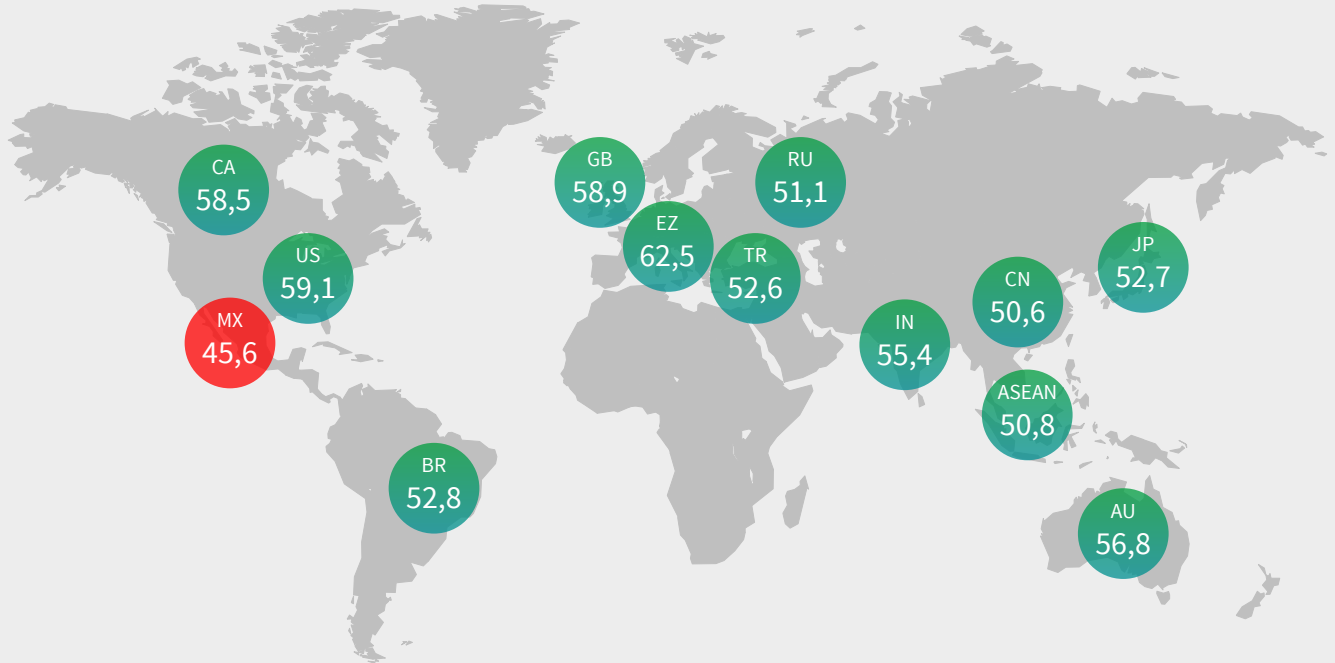 CA
58,5
US
59,1
MX
45,6
BR
52,8
GB
58,9
EZ
62,5
RU
51,1
TR
52,6
IN
55,4
CN
50,6
JP
52,7
ASEAN
50,8
AU
56,8